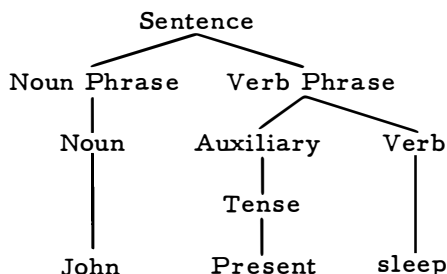 Sentence
Noun Phrase Verb Phrase
Noun Auxiliary Verb
Tense
John Present sleep